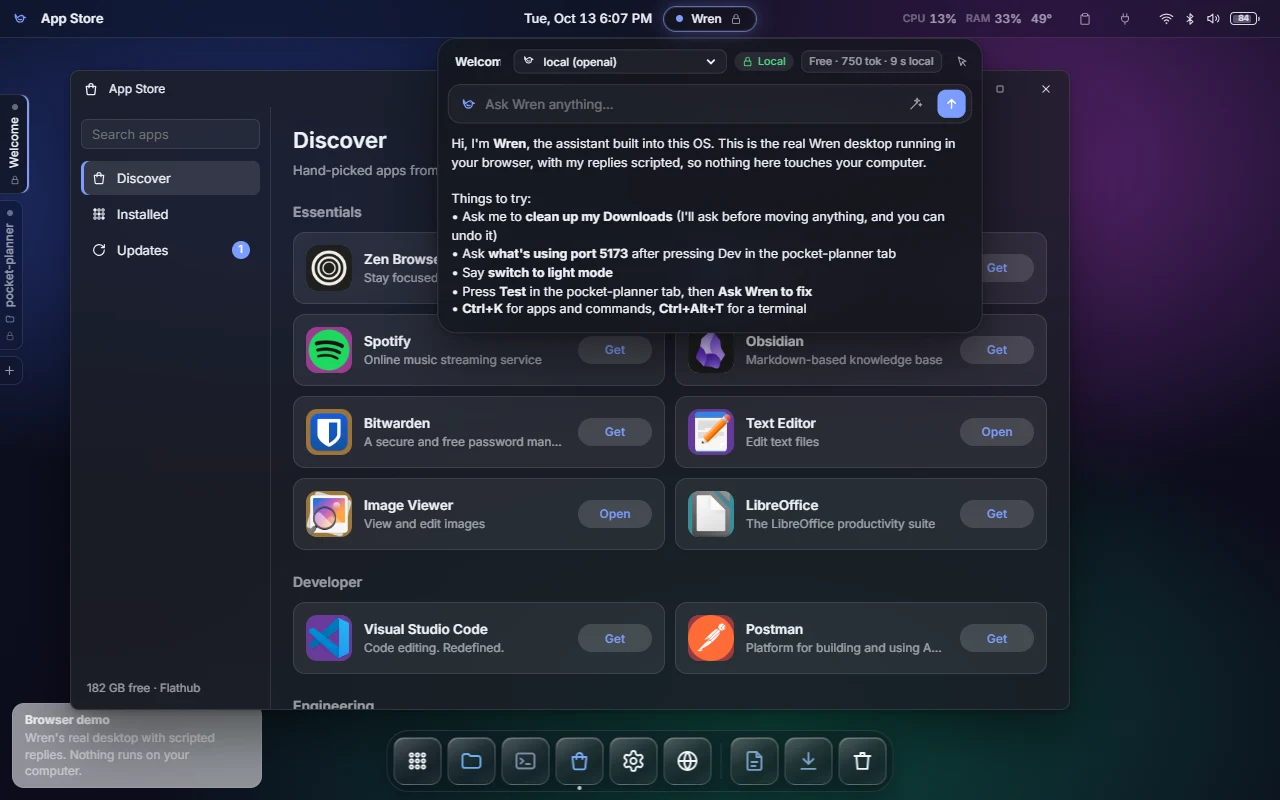 App Store
Tue, Oct 13 6:07 PM
Wren
CPU 13% RAM 33% 49°
84
Welcom
local (openai)
Local
Free · 750 tok · 9 s local
Ask Wren anything...
Hi, I'm Wren, the assistant built into this OS. This is the real Wren desktop running in
your browser, with my replies scripted, so nothing here touches your computer.
Things to try:
• Ask me to clean up my Downloads (I'll ask before moving anything, and you can
undo it)
• Ask what's using port 5173 after pressing Dev in the pocket-planner tab
• Say switch to light mode
• Press Test in the pocket-planner tab, then Ask Wren to fix
• Ctrl+K for apps and commands, Ctrl+Alt+T for a terminal
Welcome
pocket-planner
App Store
Search apps
Discover
Installed
Updates
1
182 GB free · Flathub
Discover
Hand-picked apps from
Essentials
Zen Browse
Stay focused
Get
Spotify
Online music streaming service
Get
Obsidian
Markdown-based knowledge base
Get
Bitwarden
A secure and free password man...
Get
Text Editor
Edit text files
Open
Image Viewer
View and edit images
Open
LibreOffice
The LibreOffice productivity suite
Get
Developer
Visual Studio Code
Code editing. Redefined.
Get
Postman
Platform for building and using A...
Get
Engineering
Browser demo
Wren's real desktop with scripted
replies. Nothing runs on your
computer.